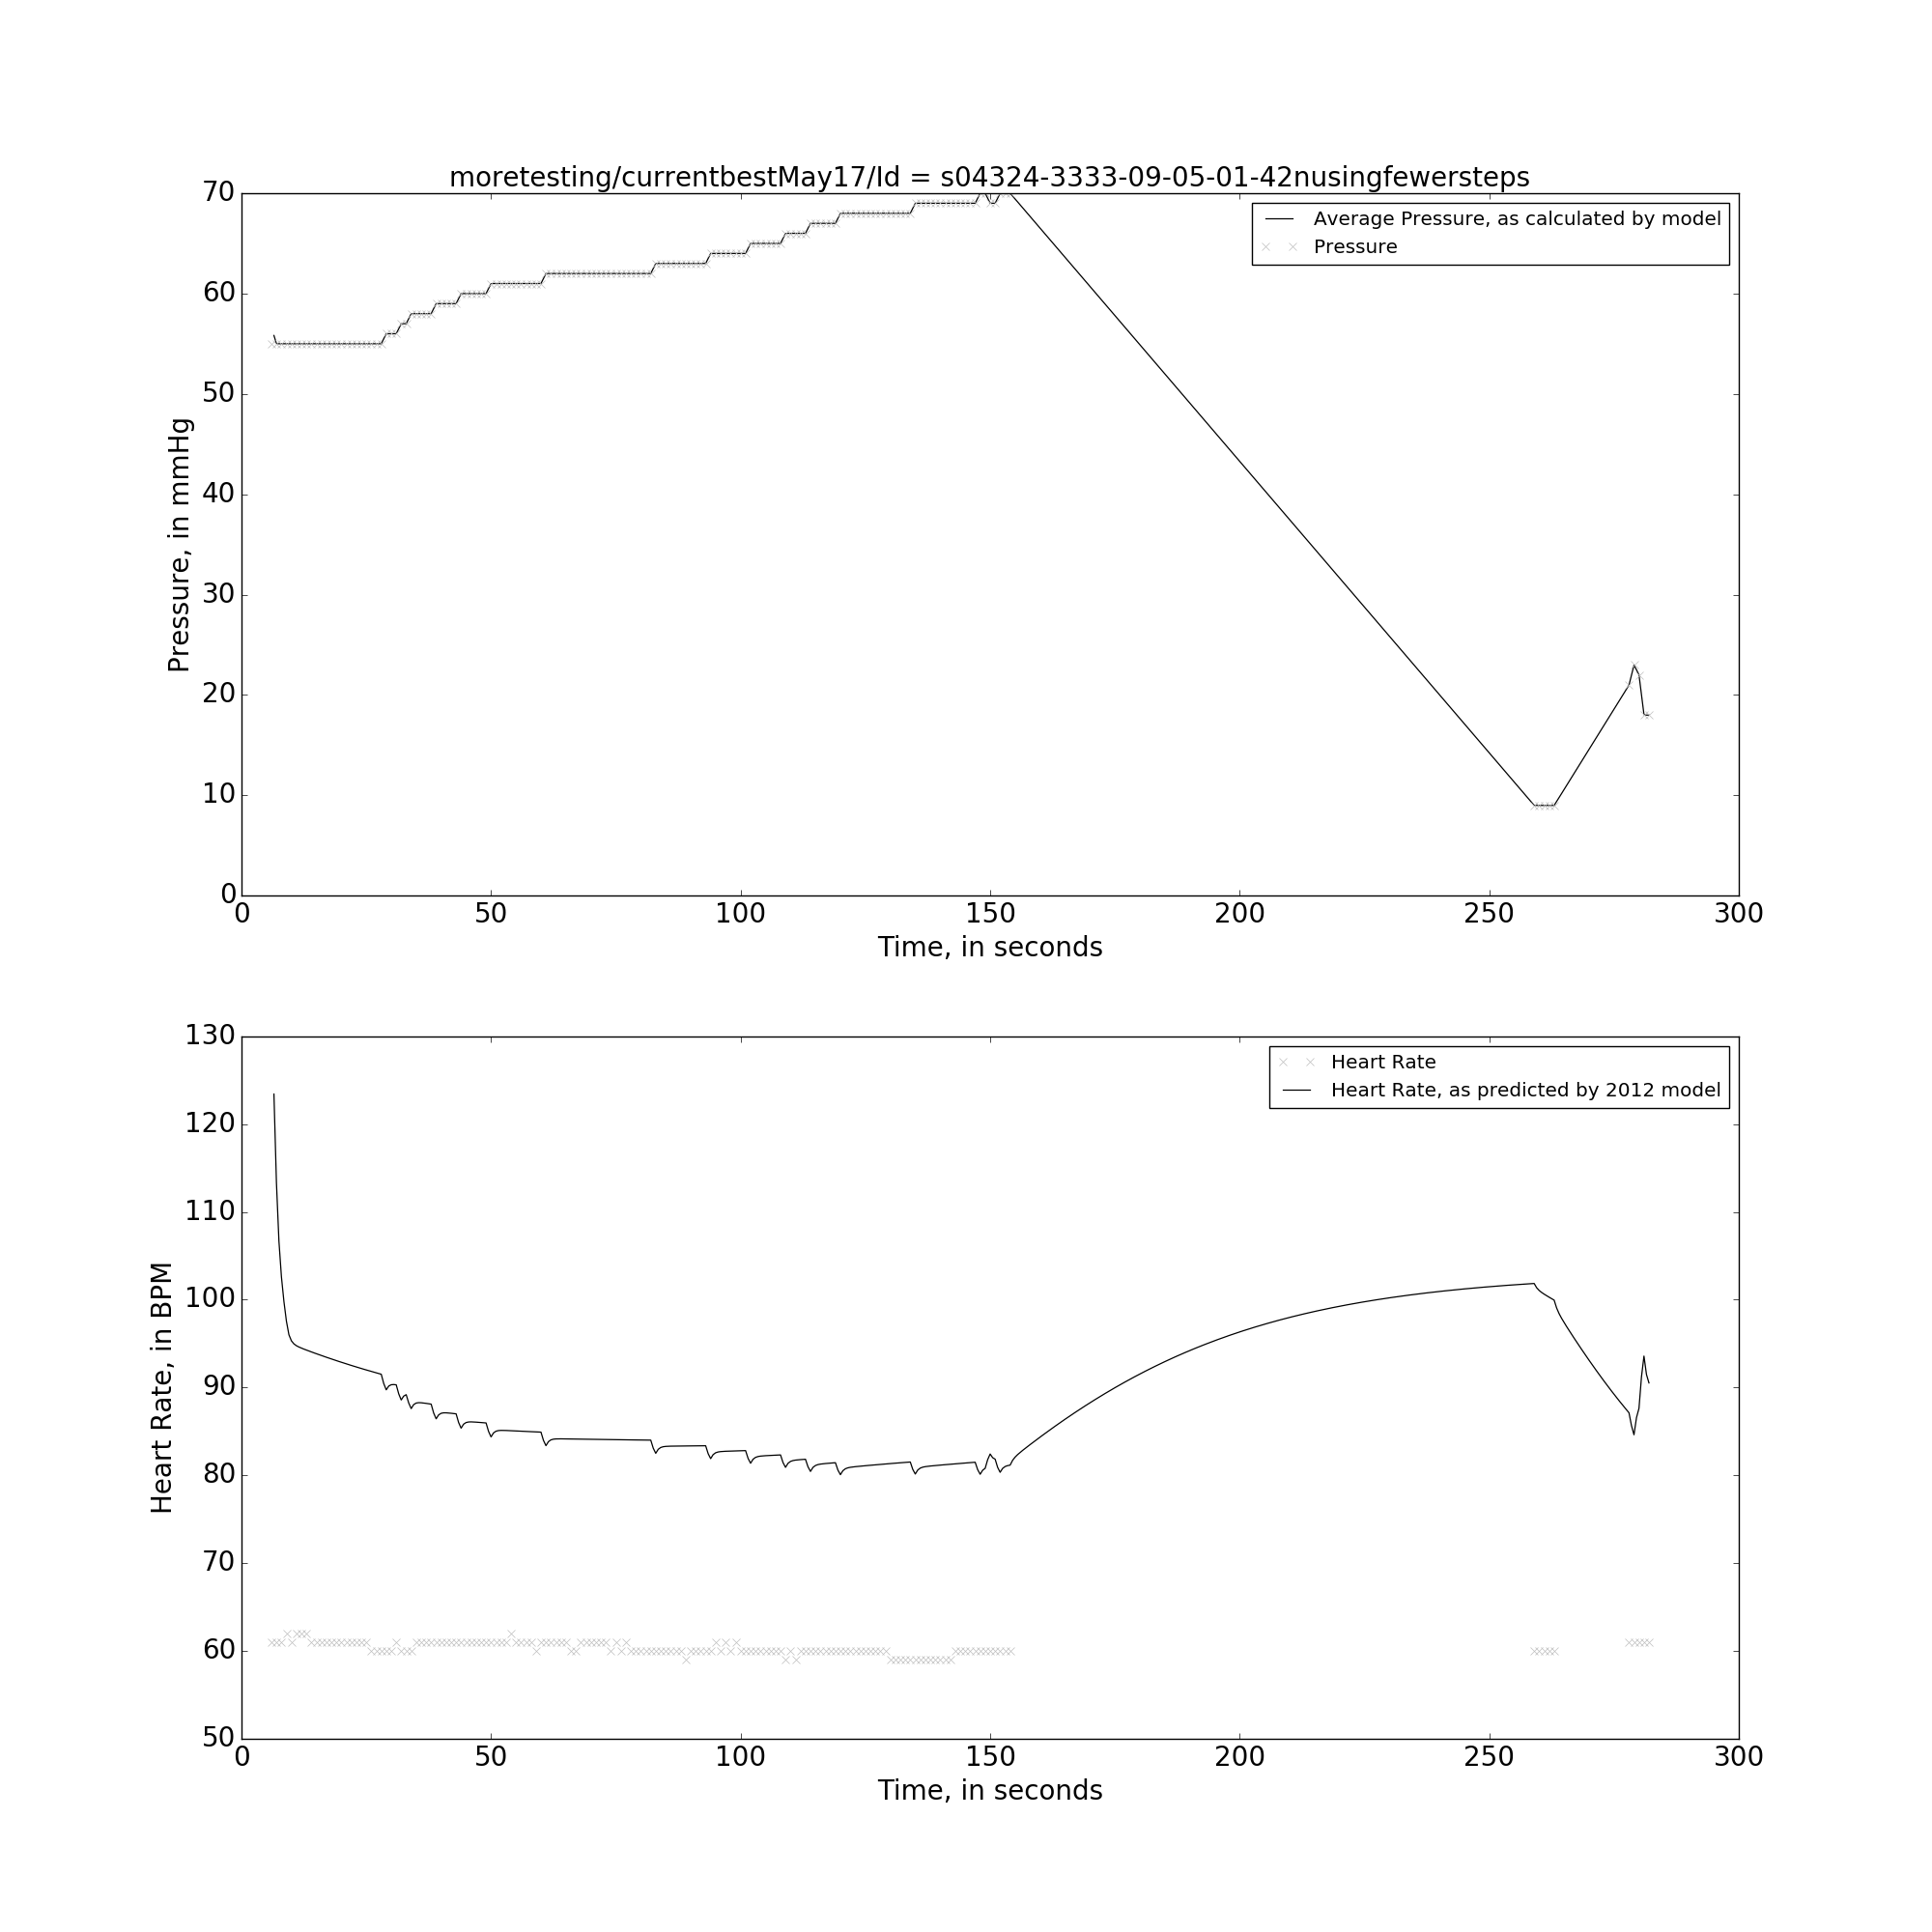 moretesting/currentbestMay17/Id = s04324-3333-09-05-01-42nusingfewersteps
70
60
50
40
30
20
10
0
Pressure, in mmHg
Average Pressure, as calculated by model
Pressure
0 50 100 150 200 250 300
Time, in seconds
130
120
110
100
90
80
70
60
50
Heart Rate, in BPM
Heart Rate
Heart Rate, as predicted by 2012 model
0 50 100 150 200 250 300
Time, in seconds